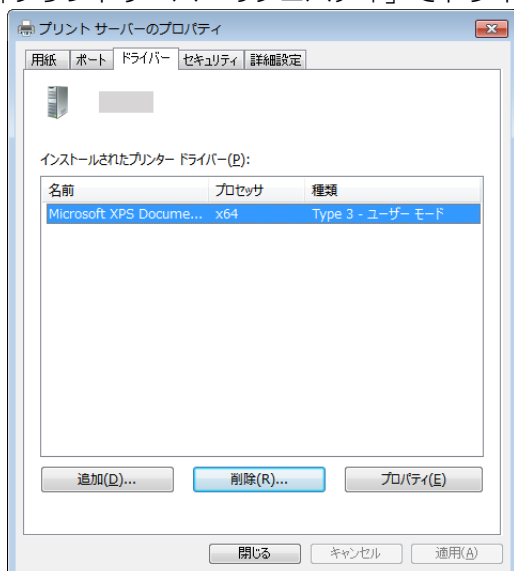 プリント サーバーのプロパティ
用紙 ポート ドライバー セキュリティ 詳細設定
インストールされたプリンター ドライバー(P):
名前 プロセッサ 種類
Microsoft XPS Docume... x64 Type 3 - ユーザー モード
追加(D)... 削除(R)... プロパティ(E)
閉じる キャンセル 適用(A)